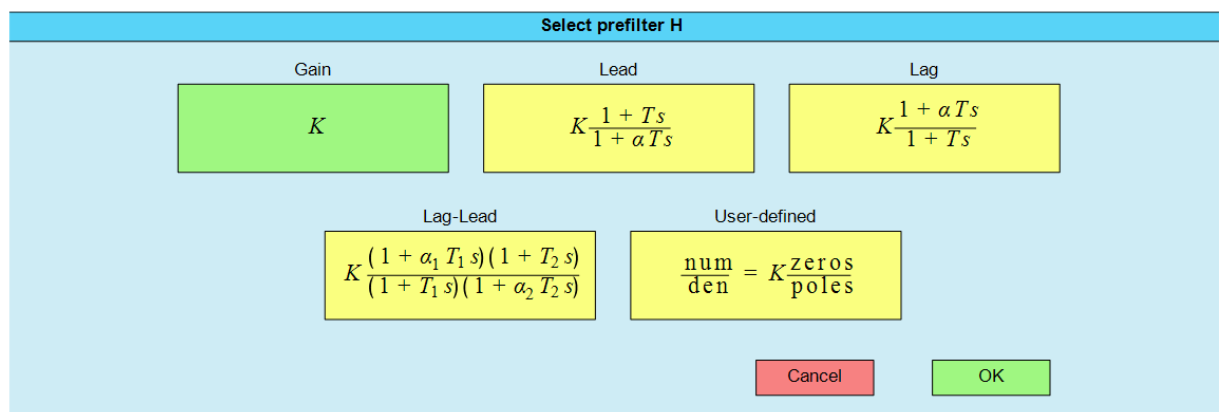 Select prefilter H
Gain Lead Lag
K
K (1 + Ts)/(1 + αTs)
K (1 + αTs)/(1 + Ts)
Lag-Lead User-defined
K ((1 + α₁ T₁ s)(1 + T₂ s))/((1 + T₁ s)(1 + α₂ T₂ s))
num/den = K zeros/poles
Cancel OK